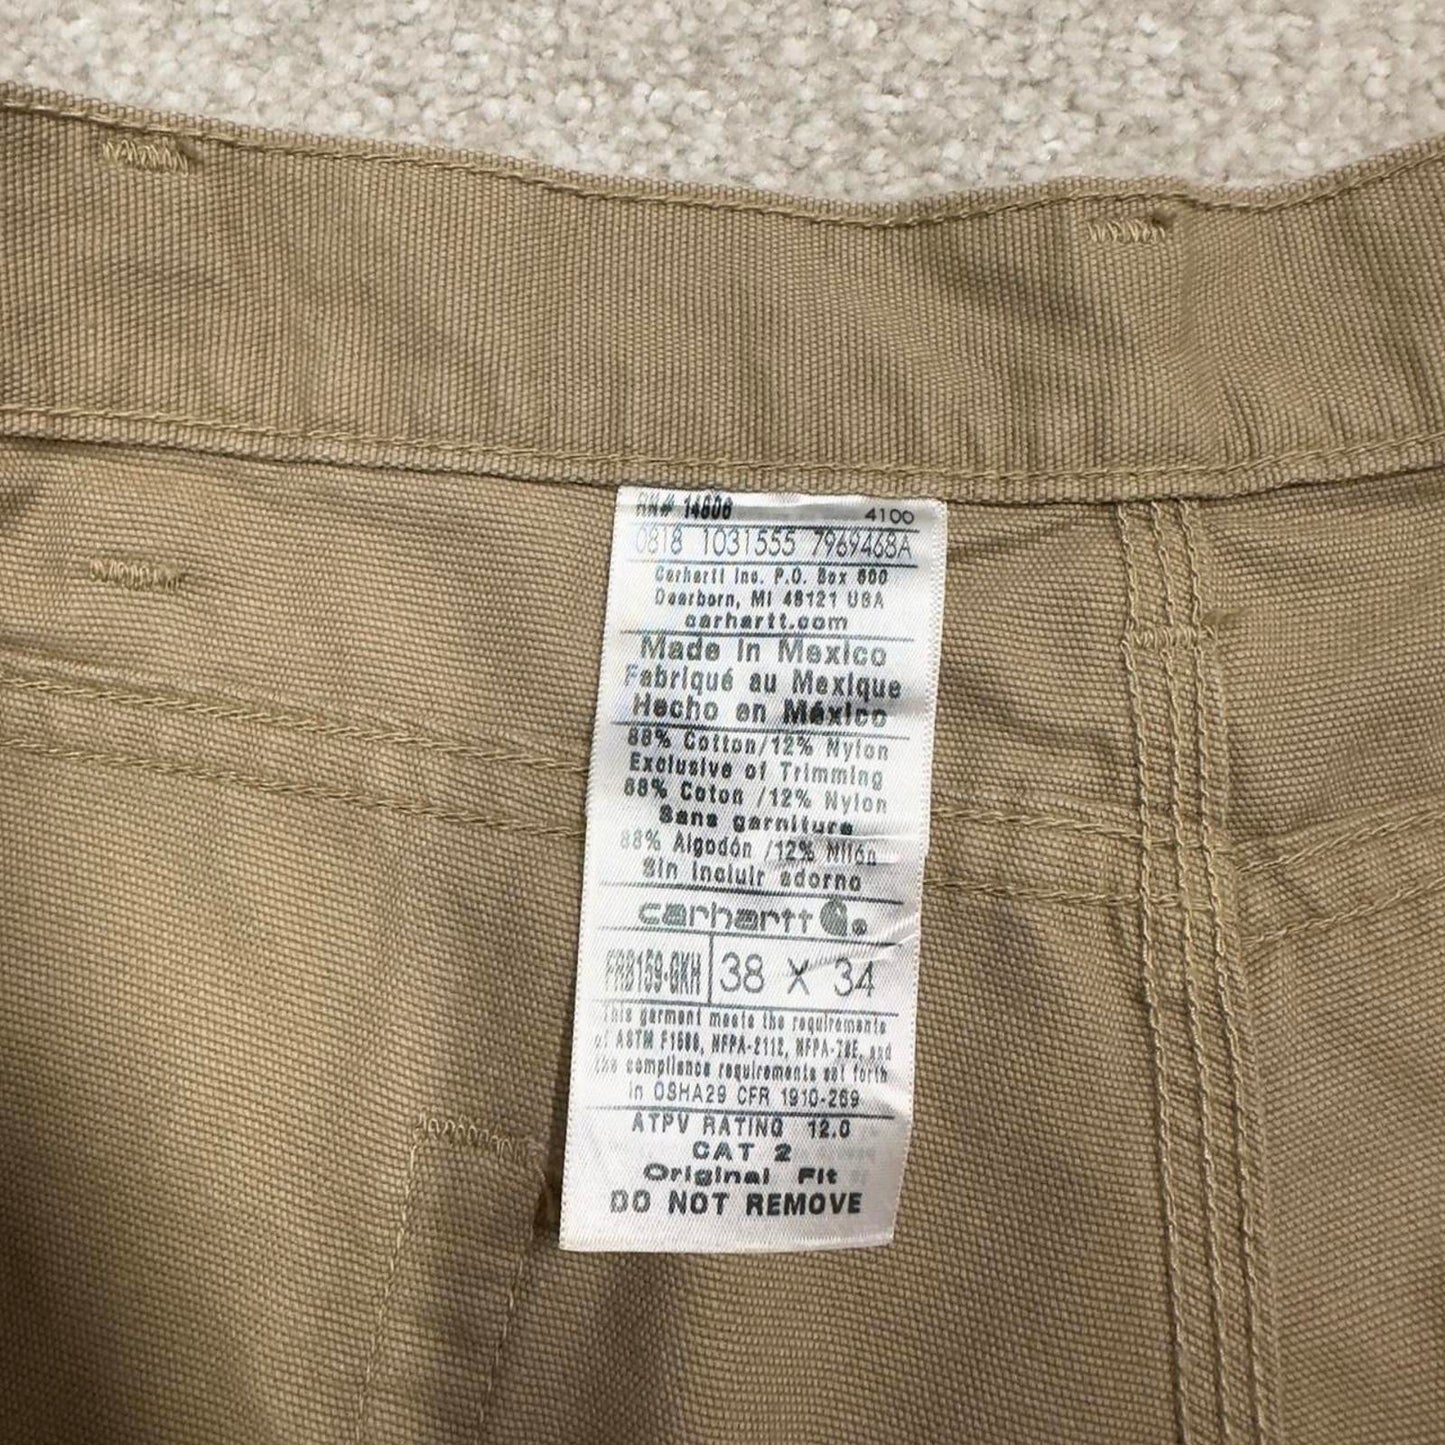 RN# 14806 4100
0818 1031555 7969468A
Carhartt Inc. P.O. Box 600
Dearborn, MI 48121 USA
carhartt.com
Made in Mexico
Fabriqué au Mexique
Hecho en México
88% Cotton/12% Nylon
Exclusive of Trimming
88% Coton /12% Nylon
Sans garniture
88% Algodón /12% Nilón
Sin incluir adorno
carhartt
FRB159-GKH 38 X 34
This garment meets the requirements
of ASTM F1506, NFPA-2112, NFPA-70E, and
the compliance requirements set forth
in OSHA29 CFR 1910-269
ATPV RATING 12.0
CAT 2
Original Fit
DO NOT REMOVE